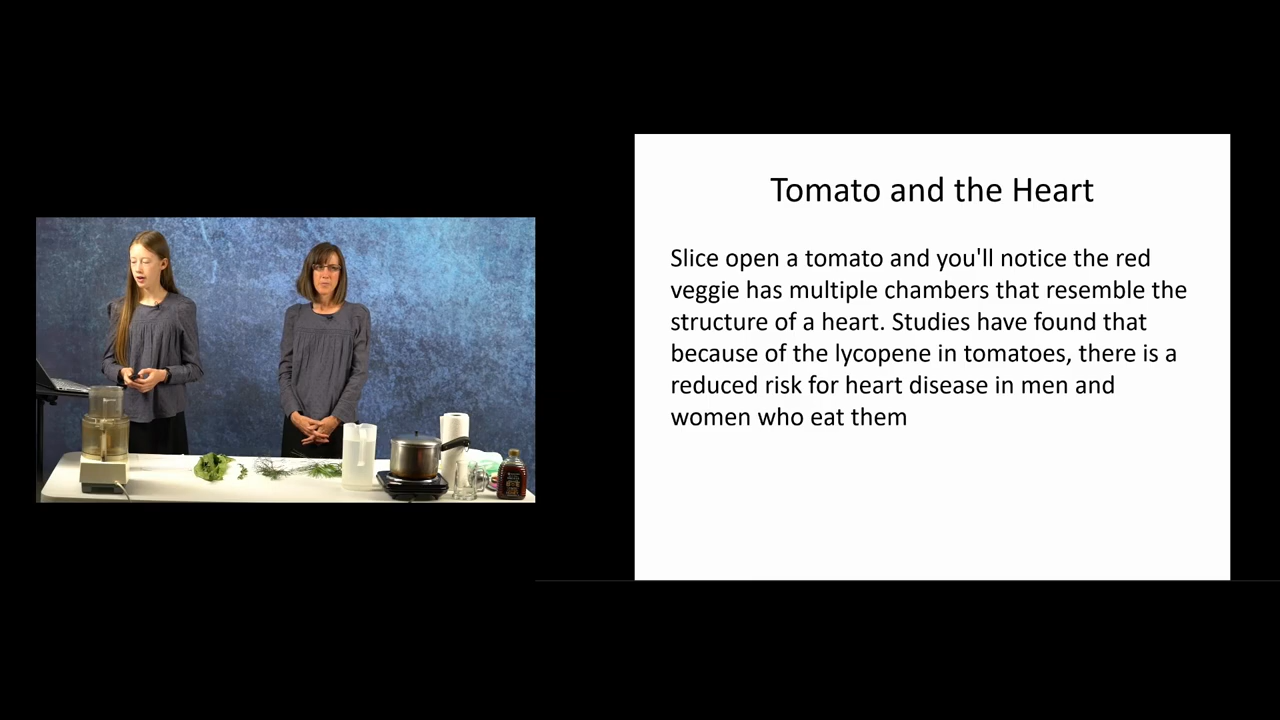 Tomato and the Heart
Slice open a tomato and you'll notice the red
veggie has multiple chambers that resemble the
structure of a heart. Studies have found that
because of the lycopene in tomatoes, there is a
reduced risk for heart disease in men and
women who eat them